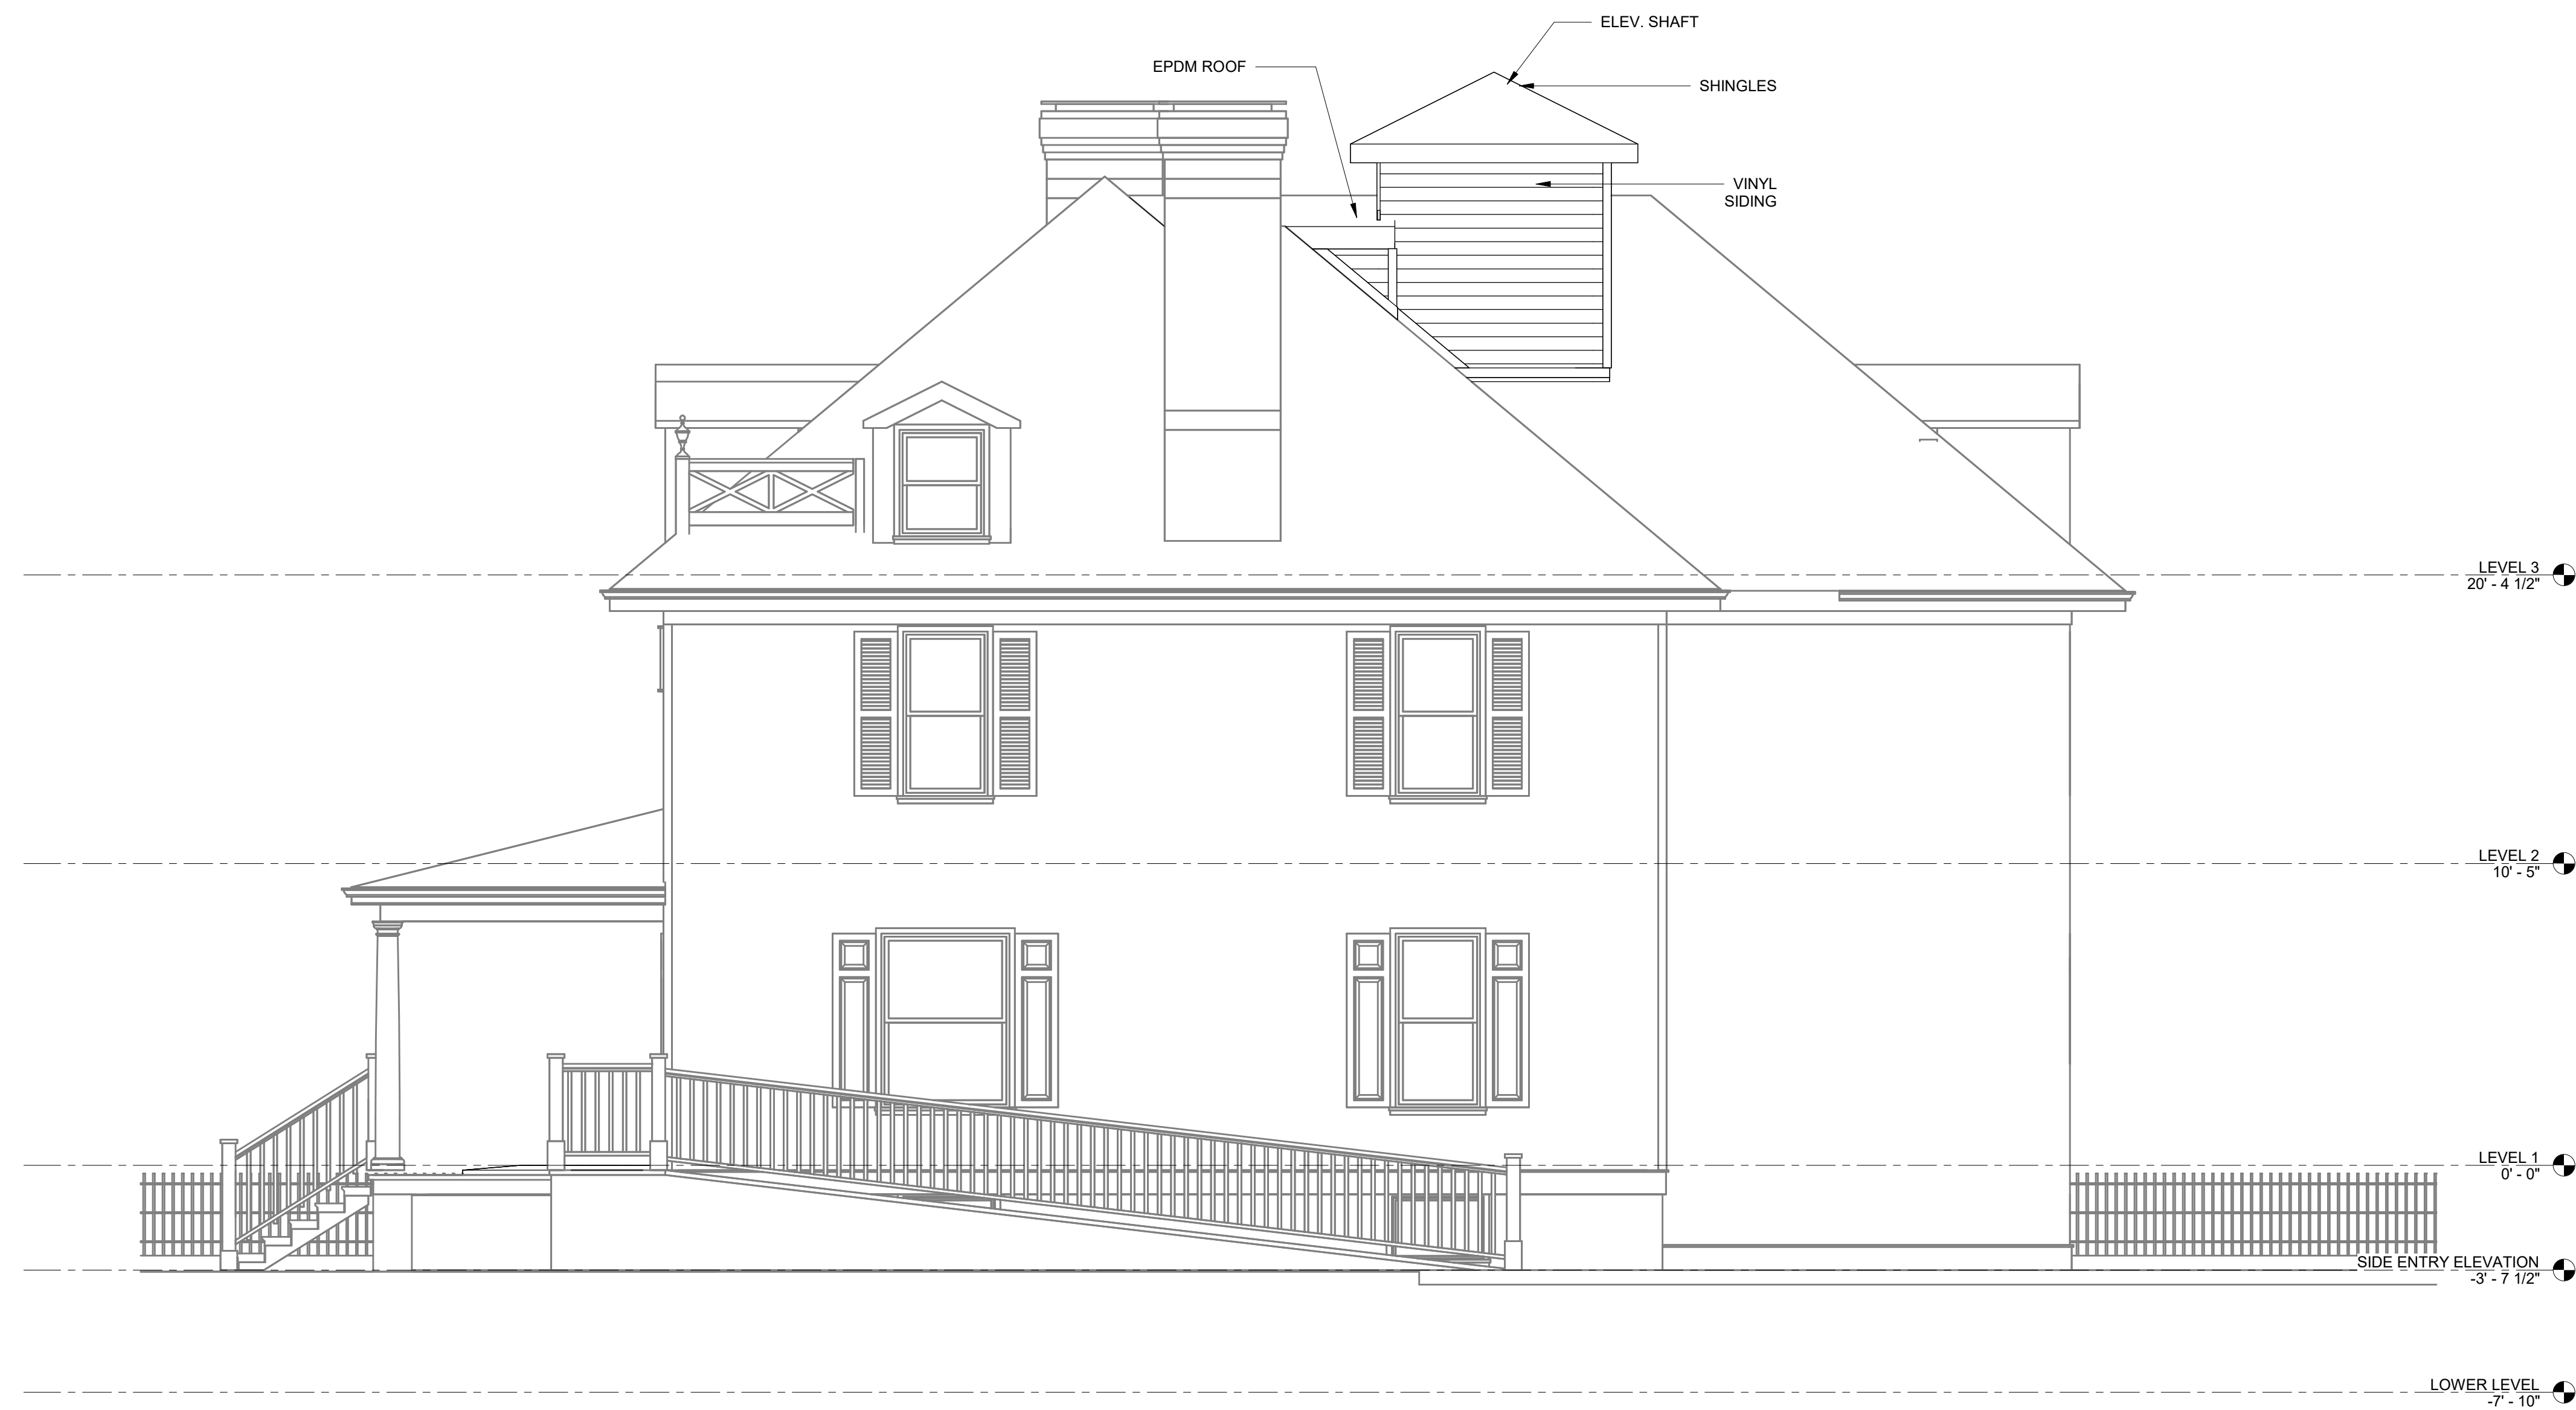 ELEV. SHAFT
EPDM ROOF
SHINGLES
VINYL
SIDING
LEVEL 3
20' - 4 1/2"
LEVEL 2
10' - 5"
LEVEL 1
0' - 0"
SIDE ENTRY ELEVATION
-3' - 7 1/2"
LOWER LEVEL
-7' - 10"